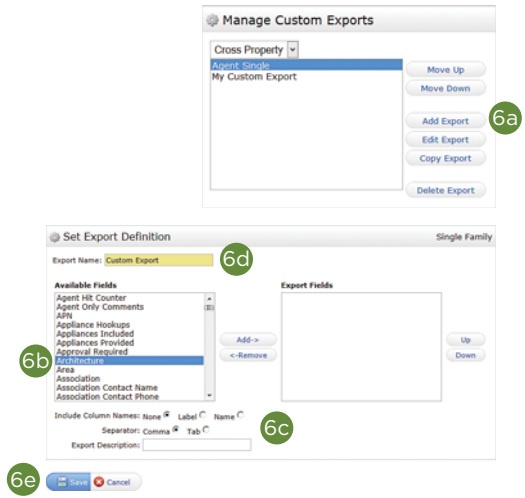 Manage Custom Exports
Cross Property
Agent Single
My Custom Export
Move Up
Move Down
Add Export
6a
Edit Export
Copy Export
Delete Export
Set Export Definition
Single Family
Export Name: Custom Export
6d
Available Fields
Export Fields
Agent Hit Counter
Agent Only Comments
APN
Appliance Hookups
Appliances Included
Appliances Provided
Approval Required
Architecture
Area
Association
Association Contact Name
Association Contact Phone
6b
Add->
<-Remove
Up
Down
Include Column Names: None Label Name
Separator: Comma Tab
6c
Export Description:
6e
Save Cancel